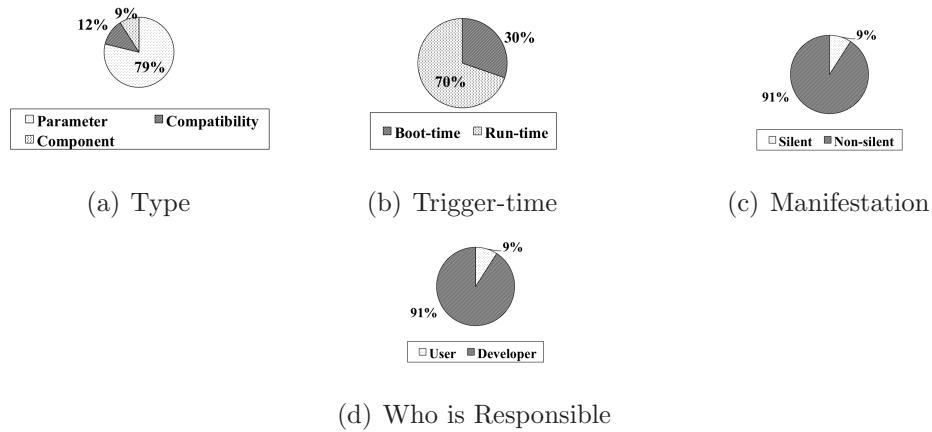 9%
12%
79%
Parameter Compatibility
Component
(a) Type
30%
70%
Boot-time Run-time
(b) Trigger-time
9%
91%
Silent Non-silent
(c) Manifestation
9%
91%
User Developer
(d) Who is Responsible